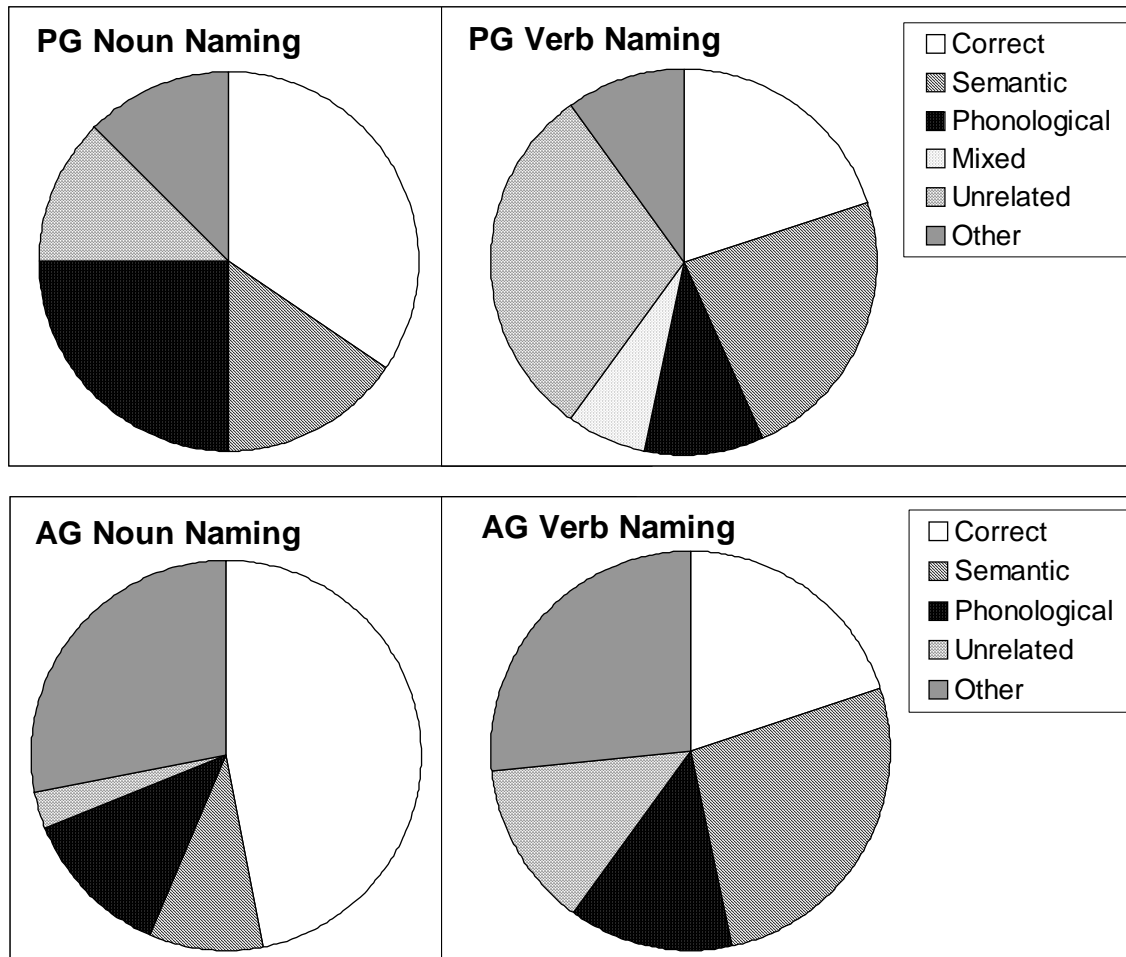 PG Noun Naming
PG Verb Naming
Correct
Semantic
Phonological
Mixed
Unrelated
Other
AG Noun Naming
AG Verb Naming
Correct
Semantic
Phonological
Unrelated
Other